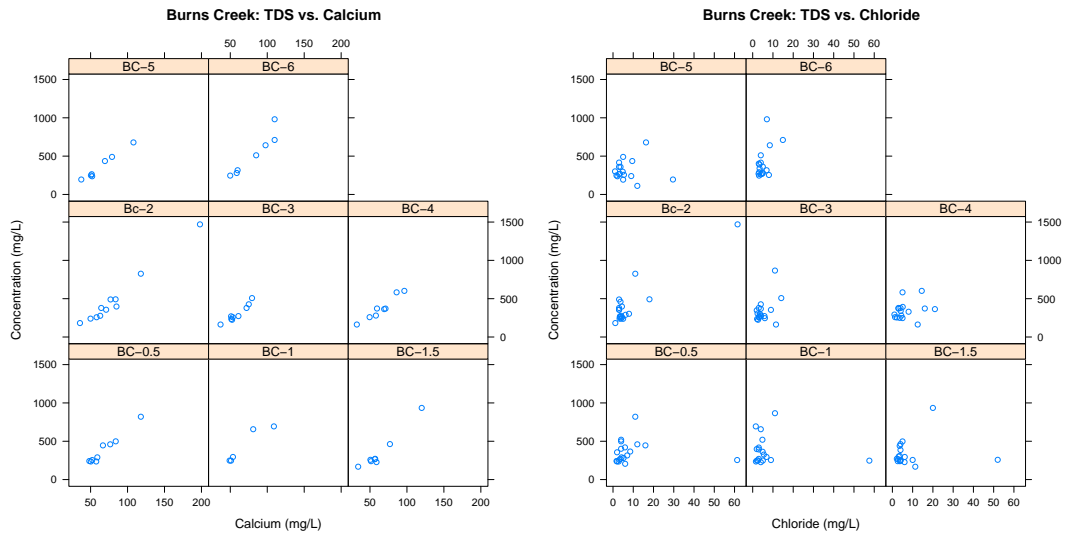 Burns Creek: TDS vs. Calcium
50 100 150 200
BC−5 BC−6
1500
1000
500
0
Bc−2 BC−3 BC−4
1500
1000
500
0
BC−0.5 BC−1 BC−1.5
1500
1000
500
0
50 100 150 200 50 100 150 200
Concentration (mg/L)
Calcium (mg/L)
Burns Creek: TDS vs. Chloride
0 10 20 30 40 50 60
BC−5 BC−6
1500
1000
500
0
Bc−2 BC−3 BC−4
1500
1000
500
0
BC−0.5 BC−1 BC−1.5
1500
1000
500
0
0 10 20 30 40 50 60 0 10 20 30 40 50 60
Concentration (mg/L)
Chloride (mg/L)